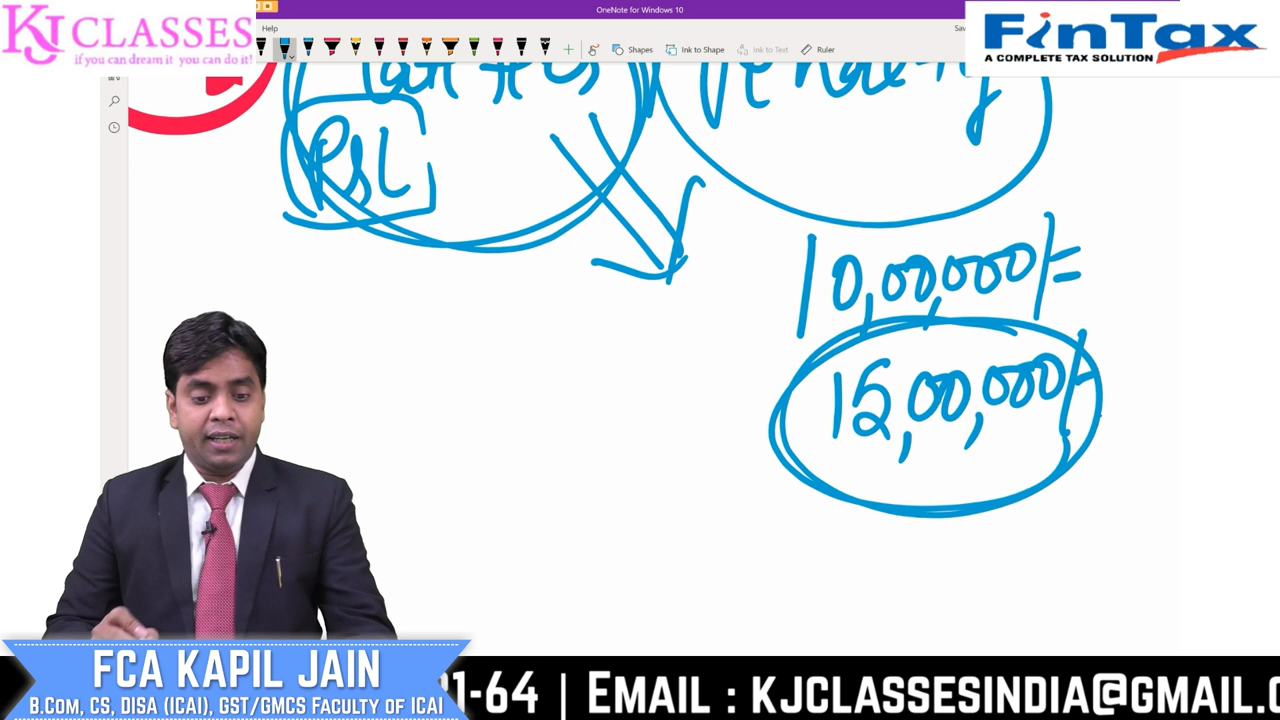 KJ CLASSES
if you can dream it you can do it!
OneNote for Windows 10
FinTax
A COMPLETE TAX SOLUTION
Help
Shapes
Ink to Shape
Ink to Text
Ruler
10,00,000/=
15,00,000/-
FCA KAPIL JAIN
B.COM, CS, DISA (ICAI), GST/GMCS FACULTY OF ICAI
1-64 | EMAIL : KJCLASSESINDIA@GMAIL.C